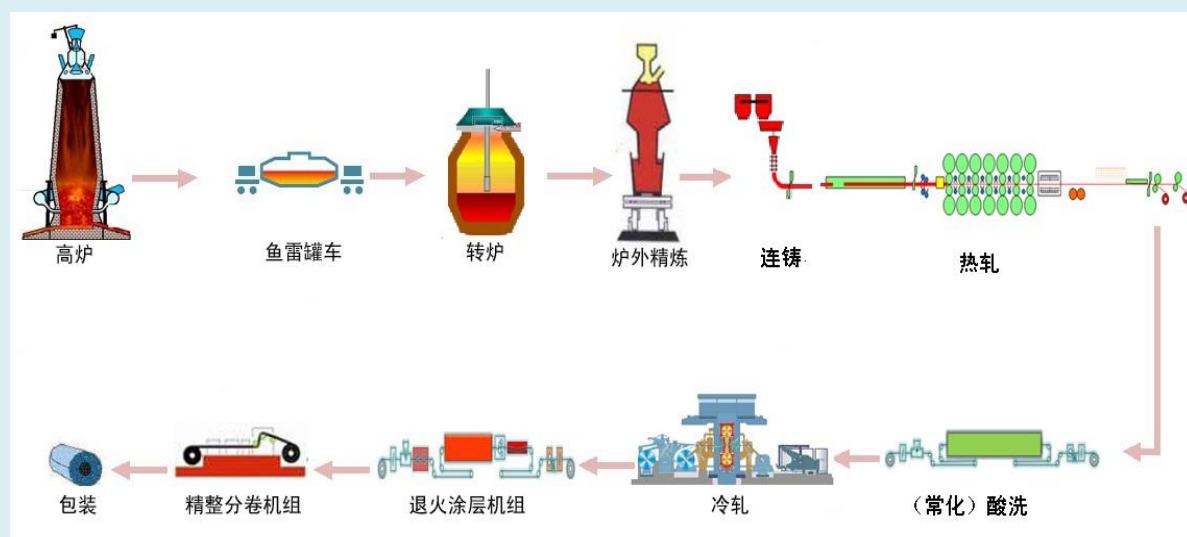 高炉
鱼雷罐车
转炉
炉外精炼
连铸
热轧
（常化）酸洗
冷轧
退火涂层机组
精整分卷机组
包装